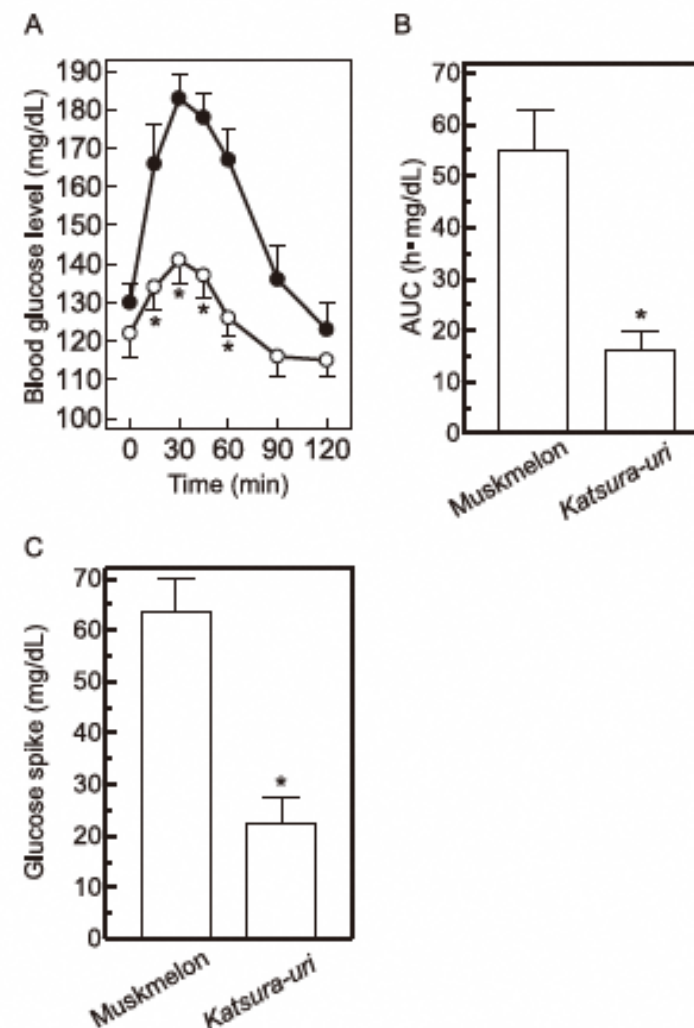 A
Blood glucose level (mg/dL)
190
180
170
160
150
140
130
120
110
100
*
*
*
*
0 30 60 90 120
Time (min)
B
AUC (h·mg/dL)
70
60
50
40
30
20
10
0
*
Muskmelon
Katsura-uri
C
Glucose spike (mg/dL)
70
60
50
40
30
20
10
0
*
Muskmelon
Katsura-uri